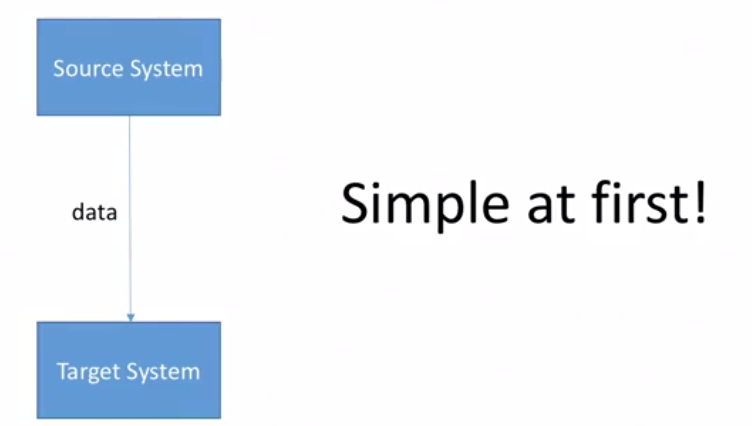 Source System
data
Simple at first!
Target System